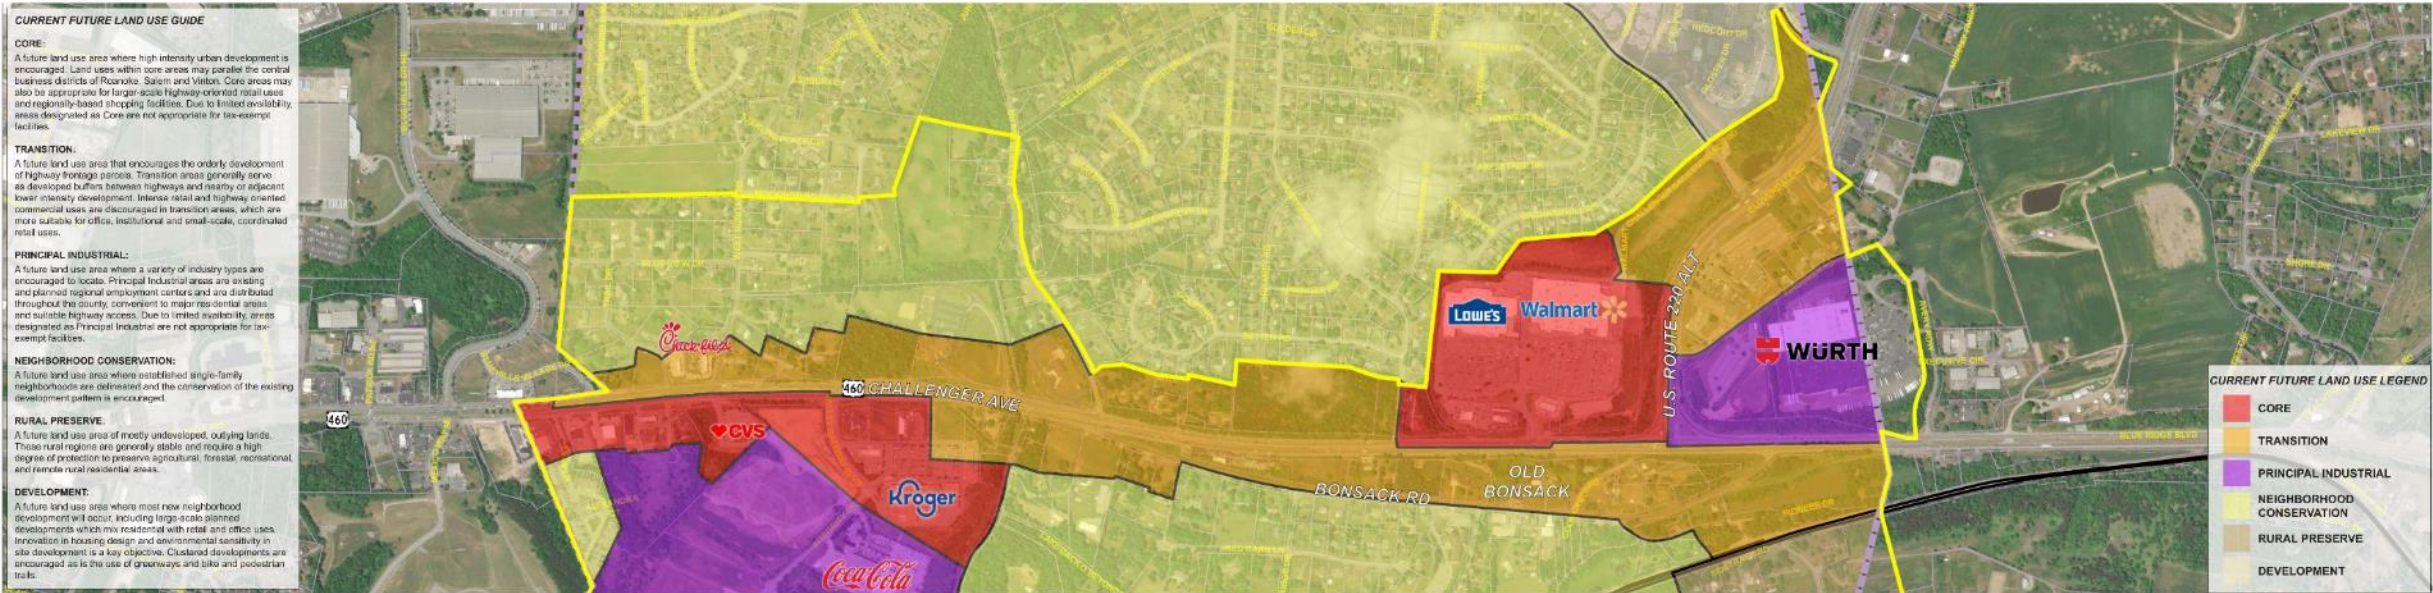 CURRENT FUTURE LAND USE GUIDE
CORE:
A future land use area where high intensity urban development is
encouraged. Land uses within core areas may parallel the central
business districts of Roanoke, Salem and Vinton. Core areas may
also be appropriate for larger-scale highway-oriented retail uses
and regionally-based shopping facilities. Due to limited availability,
areas designated as Core are not appropriate for tax-exempt
facilities.
TRANSITION:
A future land use area that encourages the orderly development
of highway frontage parcels. Transition areas generally serve
as developed buffers between highways and nearby or adjacent
lower intensity development. Intense retail and highway oriented
commercial uses are discouraged in transition areas, which are
more suitable for office, institutional and small-scale, coordinated
retail uses.
PRINCIPAL INDUSTRIAL:
A future land use area where a variety of industry types are
encouraged to locate. Principal Industrial areas are existing
and planned regional employment centers and are distributed
throughout the county, convenient to major residential areas
and suitable highway access. Due to limited availability, areas
designated as Principal Industrial are not appropriate for tax-
exempt facilities.
NEIGHBORHOOD CONSERVATION:
A future land use area where established single-family
neighborhoods are delineated and the conservation of the existing
development pattern is encouraged.
RURAL PRESERVE:
A future land use area of mostly undeveloped, outlying lands.
These rural regions are generally stable and require a high
degree of protection to preserve agricultural, forestal, recreational,
and remote rural residential areas.
DEVELOPMENT:
A future land use area where most new neighborhood
development will occur, including large-scale planned
developments which mix residential with retail and office uses.
Innovation in housing design and environmental sensitivity in
site development is a key objective. Clustered developments are
encouraged as is the use of greenways and bike and pedestrian
trails.
LAKEVIEW DR
SHORE DR
Chick-fil-A
LOWE'S
Walmart
U.S. ROUTE 220 ALT
WÜRTH
460
CHALLENGER AVE
460
CVS
BLUE RIDGE BLVD
Kroger
BONSACK RD
OLD
BONSACK
Coca-Cola
CURRENT FUTURE LAND USE LEGEND
CORE
TRANSITION
PRINCIPAL INDUSTRIAL
NEIGHBORHOOD
CONSERVATION
RURAL PRESERVE
DEVELOPMENT